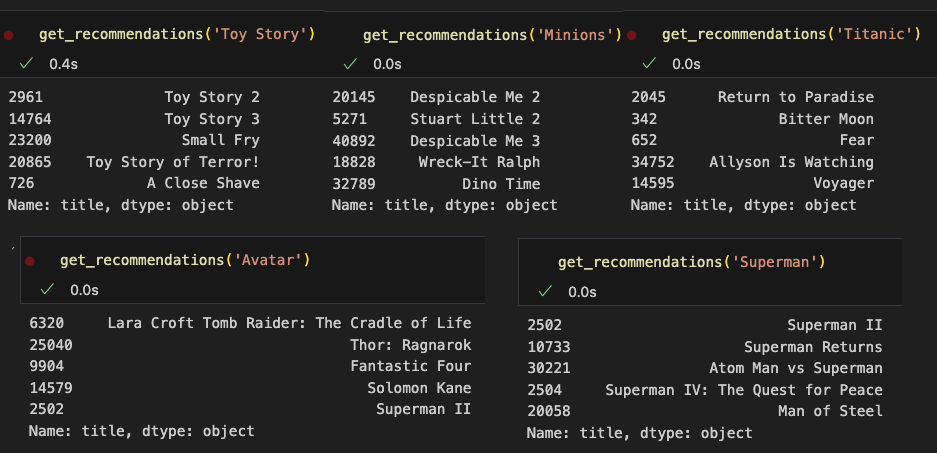 get_recommendations('Toy Story')
0.4s
2961 Toy Story 2
14764 Toy Story 3
23200 Small Fry
20865 Toy Story of Terror!
726 A Close Shave
Name: title, dtype: object
get_recommendations('Minions')
0.0s
20145 Despicable Me 2
5271 Stuart Little 2
40892 Despicable Me 3
18828 Wreck-It Ralph
32789 Dino Time
Name: title, dtype: object
get_recommendations('Titanic')
0.0s
2045 Return to Paradise
342 Bitter Moon
652 Fear
34752 Allyson Is Watching
14595 Voyager
Name: title, dtype: object
get_recommendations('Avatar')
0.0s
6320 Lara Croft Tomb Raider: The Cradle of Life
25040 Thor: Ragnarok
9904 Fantastic Four
14579 Solomon Kane
2502 Superman II
Name: title, dtype: object
get_recommendations('Superman')
0.0s
2502 Superman II
10733 Superman Returns
30221 Atom Man vs Superman
2504 Superman IV: The Quest for Peace
20058 Man of Steel
Name: title, dtype: object